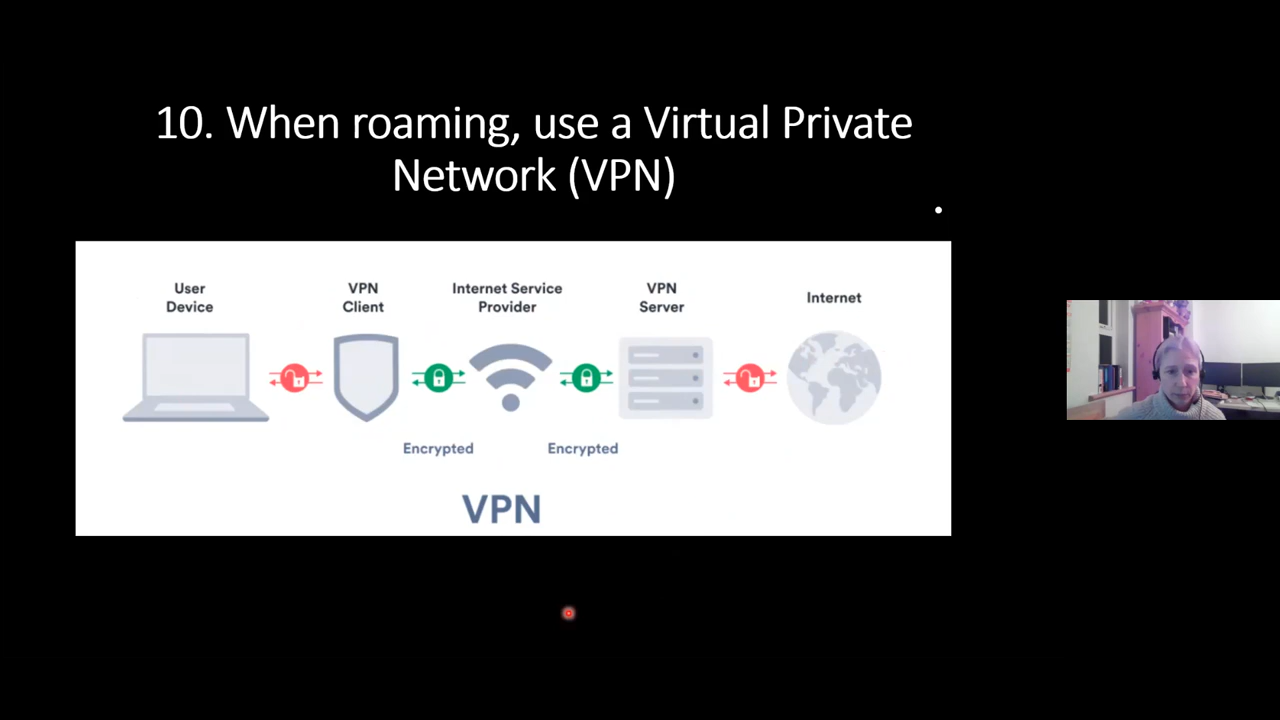 10. When roaming, use a Virtual Private
Network (VPN)
User
Device
VPN
Client
Internet Service
Provider
VPN
Server
Internet
Encrypted
Encrypted
VPN